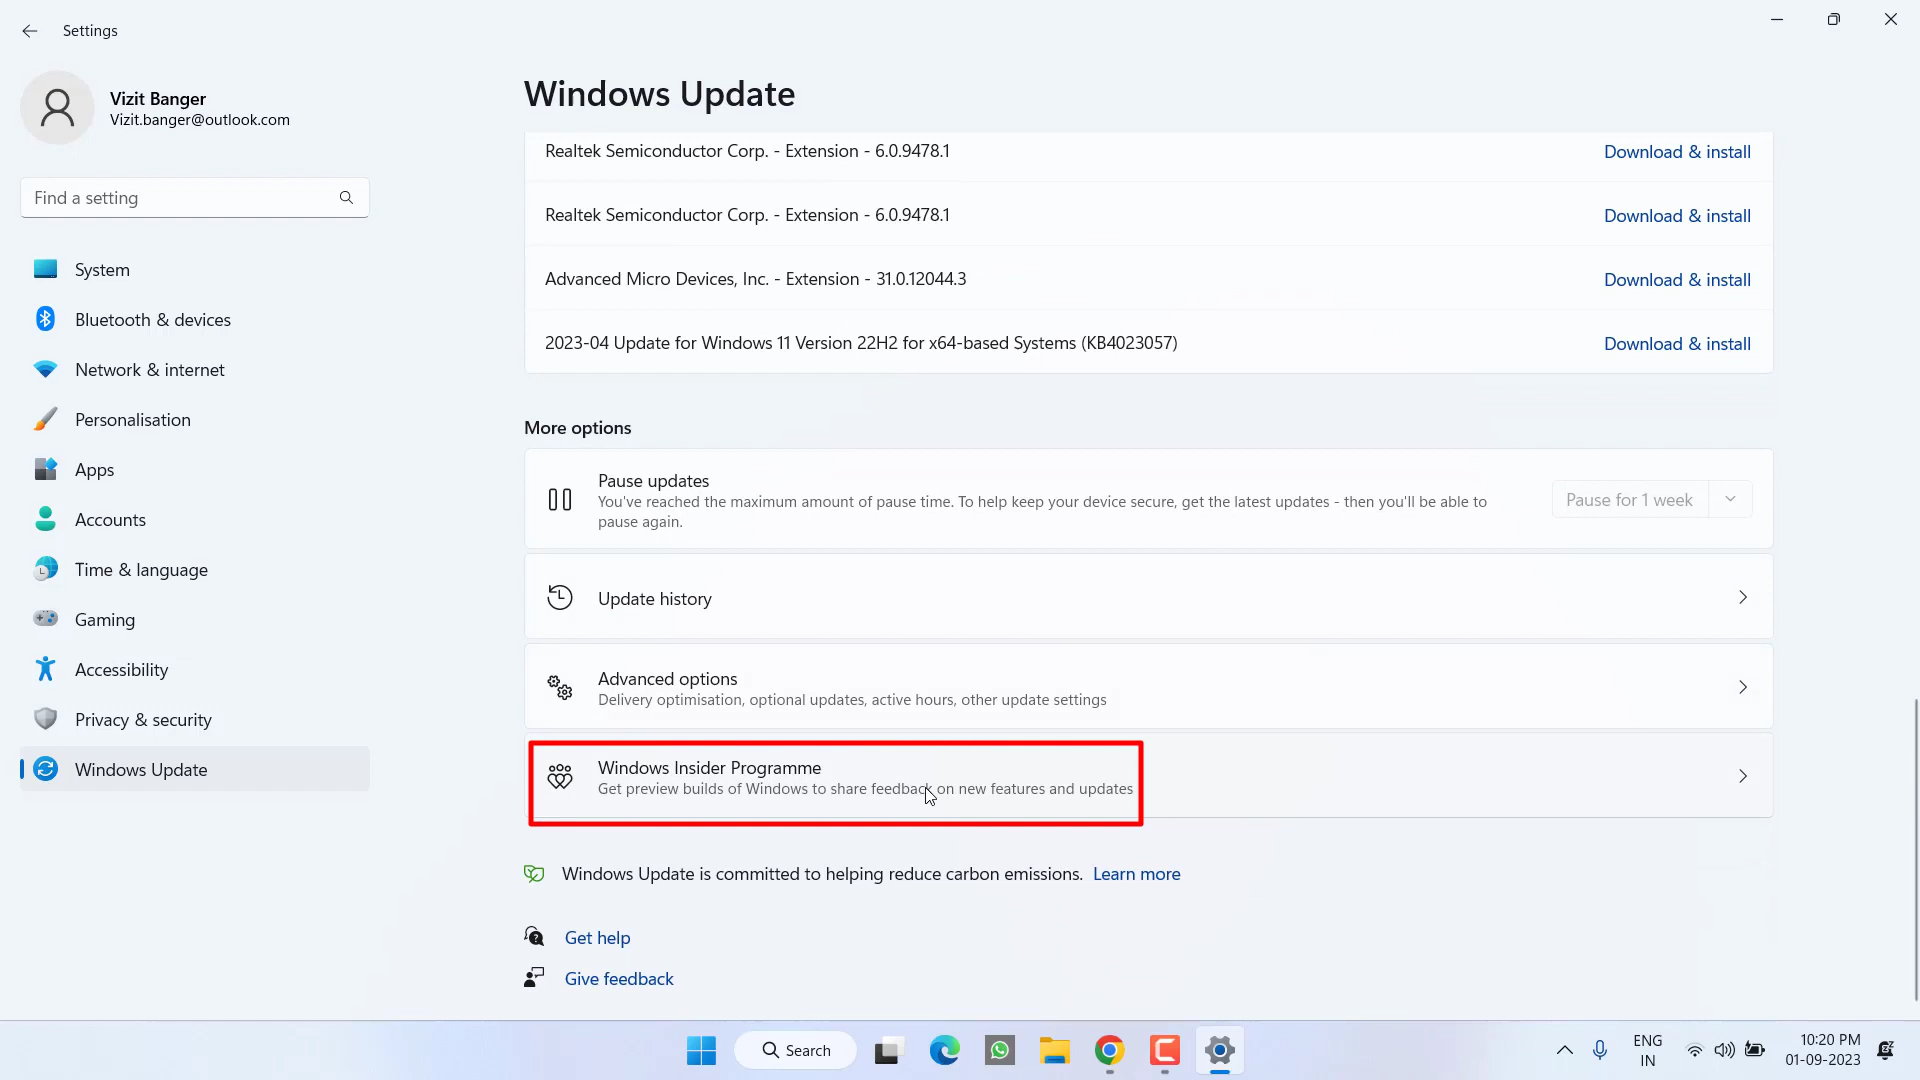 Settings
Vizit Banger
Vizit.banger@outlook.com
Find a setting
System
Bluetooth & devices
Network & internet
Personalisation
Apps
Accounts
Time & language
Gaming
Accessibility
Privacy & security
Windows Update
Windows Update
Realtek Semiconductor Corp. - Extension - 6.0.9478.1 Download & install
Realtek Semiconductor Corp. - Extension - 6.0.9478.1 Download & install
Advanced Micro Devices, Inc. - Extension - 31.0.12044.3 Download & install
2023-04 Update for Windows 11 Version 22H2 for x64-based Systems (KB4023057) Download & install
More options
Pause updates
You've reached the maximum amount of pause time. To help keep your device secure, get the latest updates - then you'll be able to
pause again.
Pause for 1 week
Update history
Advanced options
Delivery optimisation, optional updates, active hours, other update settings
Windows Insider Programme
Get preview builds of Windows to share feedback on new features and updates
Windows Update is committed to helping reduce carbon emissions. Learn more
Get help
Give feedback
Search
ENG
IN
10:20 PM
01-09-2023